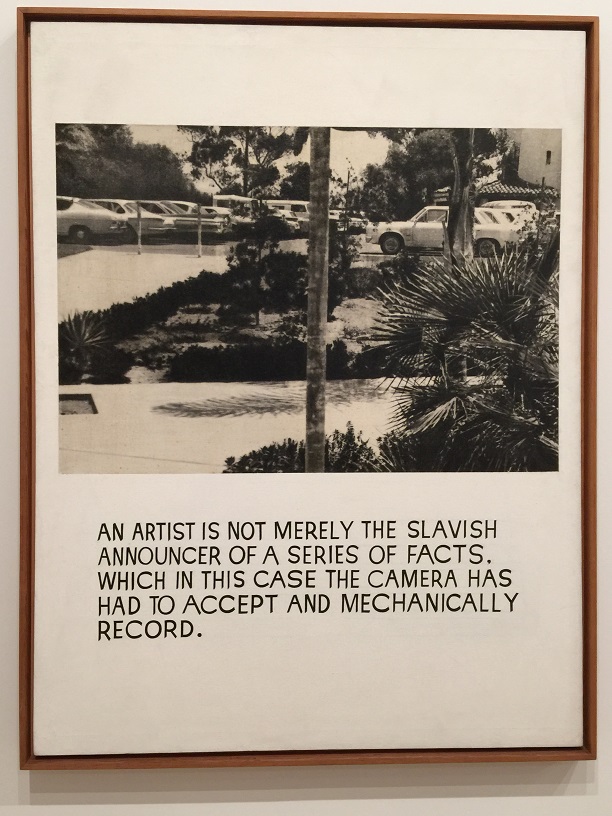 AN ARTIST IS NOT MERELY THE SLAVISH
ANNOUNCER OF A SERIES OF FACTS.
WHICH IN THIS CASE THE CAMERA HAS
HAD TO ACCEPT AND MECHANICALLY
RECORD.